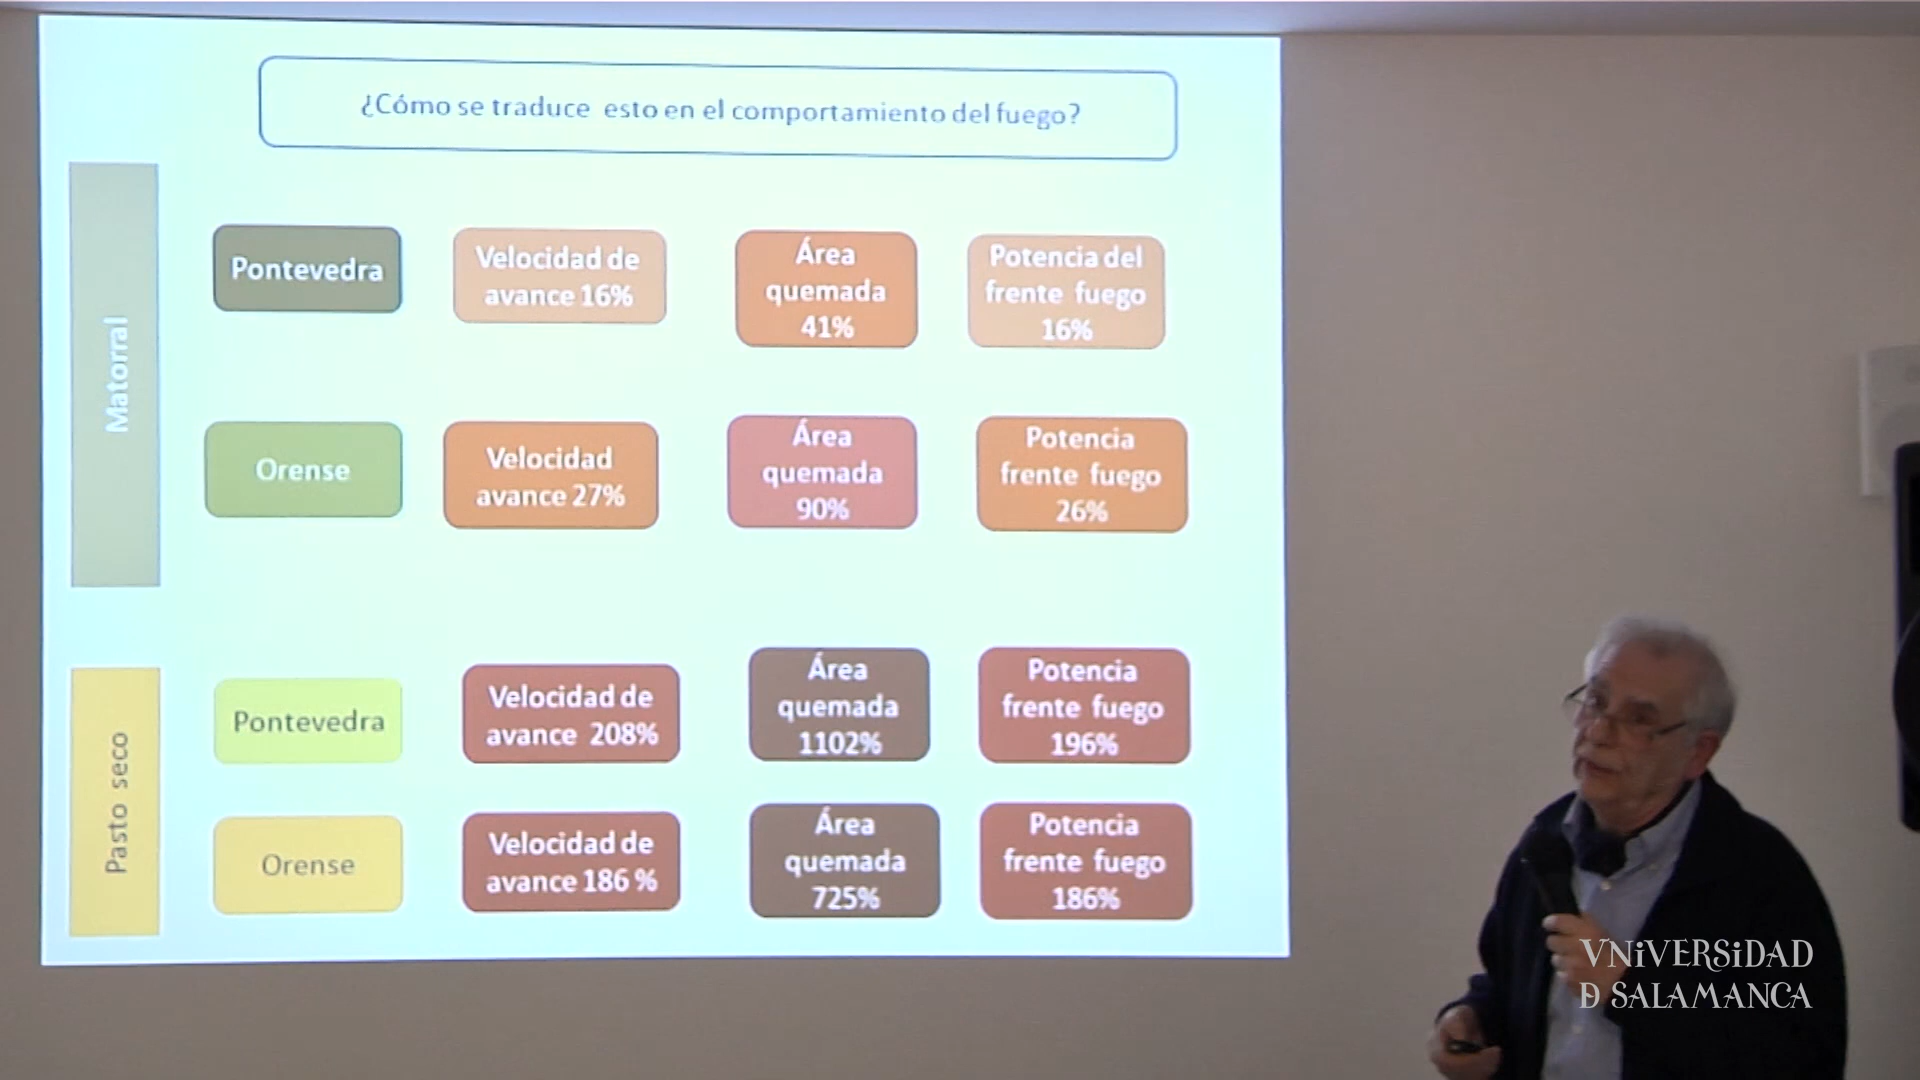 ¿Cómo se traduce esto en el comportamiento del fuego?
Matorral
Pontevedra
Velocidad de
avance 16%
Área
quemada
41%
Potencia del
frente fuego
16%
Orense
Velocidad
avance 27%
Área
quemada
90%
Potencia
frente fuego
26%
Pasto seco
Pontevedra
Velocidad de
avance 208%
Área
quemada
1102%
Potencia
frente fuego
196%
Orense
Velocidad de
avance 186 %
Área
quemada
725%
Potencia
frente fuego
186%
VNiVERSiDAD
Ð SALAMANCA